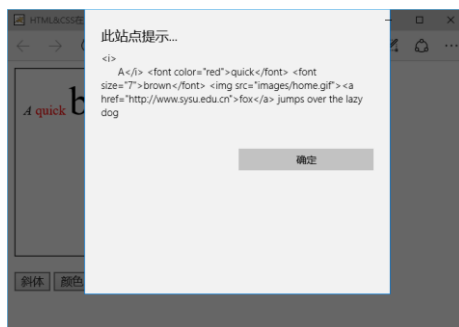 HTML&CSS在
此站点提示...
<i>
A</i> <font color="red">quick</font> <font
size="7">brown</font> <img src="images/home.gif"><a
href="http://www.sysu.edu.cn">fox</a> jumps over the lazy
dog
A quick b
确定
斜体 颜色